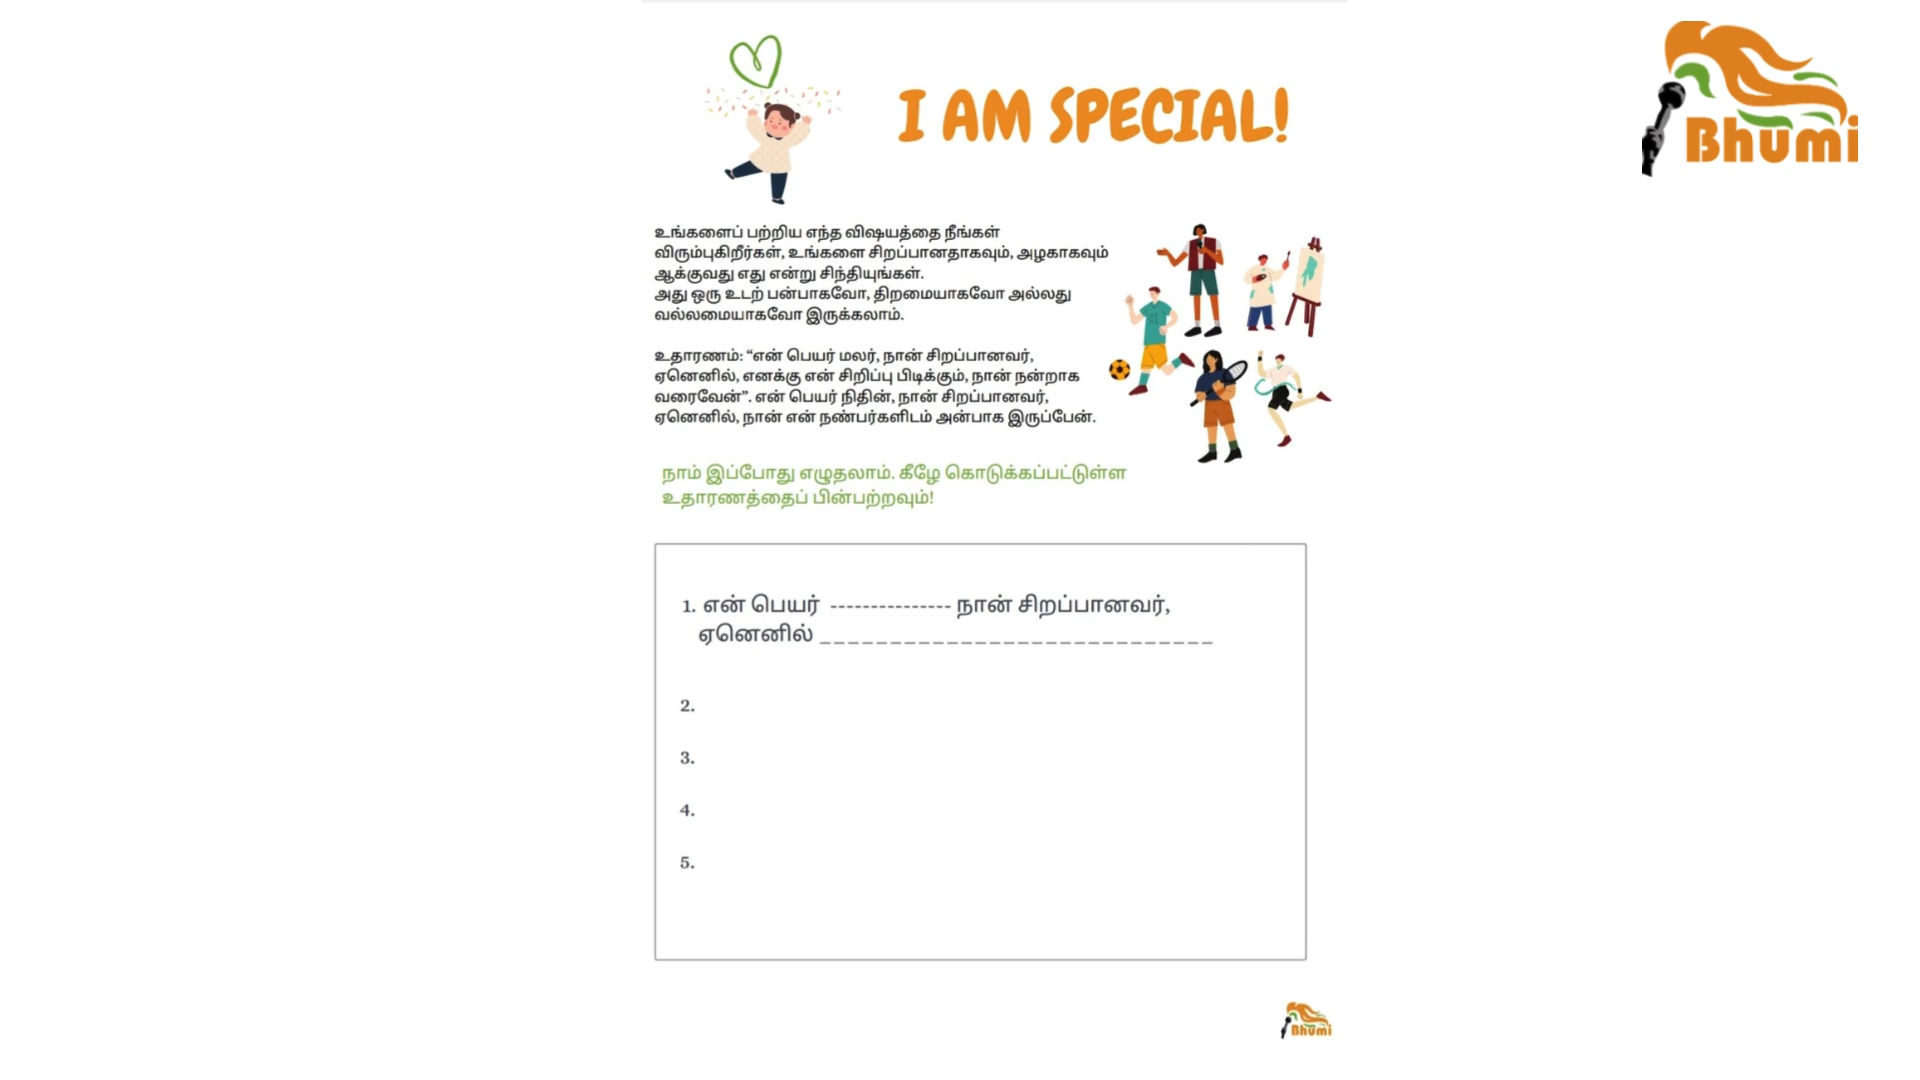 I AM SPECIAL!
Bhumi
உங்களைப் பற்றிய எந்த விஷயத்தை நீங்கள்
விரும்புகிறீர்கள், உங்களை சிறப்பானதாகவும், அழகாகவும்
ஆக்குவது எது என்று சிந்தியுங்கள்.
அது ஒரு உடற் பன்பாகவோ, திறமையாகவோ அல்லது
வல்லமையாகவோ இருக்கலாம்.
உதாரணம்: “என் பெயர் மலர், நான் சிறப்பானவர்,
ஏனெனில், எனக்கு என் சிறிப்பு பிடிக்கும், நான் நன்றாக
வரைவேன்”. என் பெயர் நிதின், நான் சிறப்பானவர்,
ஏனெனில், நான் என் நண்பர்களிடம் அன்பாக இருப்பேன்.
நாம் இப்போது எழுதலாம். கீழே கொடுக்கப்பட்டுள்ள
உதாரணத்தைப் பின்பற்றவும்!
1. என் பெயர் --------------- நான் சிறப்பானவர்,
ஏனெனில் _ _ _ _ _ _ _ _ _ _ _ _ _ _ _ _ _ _ _ _ _ _ _ _ _ _ _ _
2.
3.
4.
5.
Bhumi